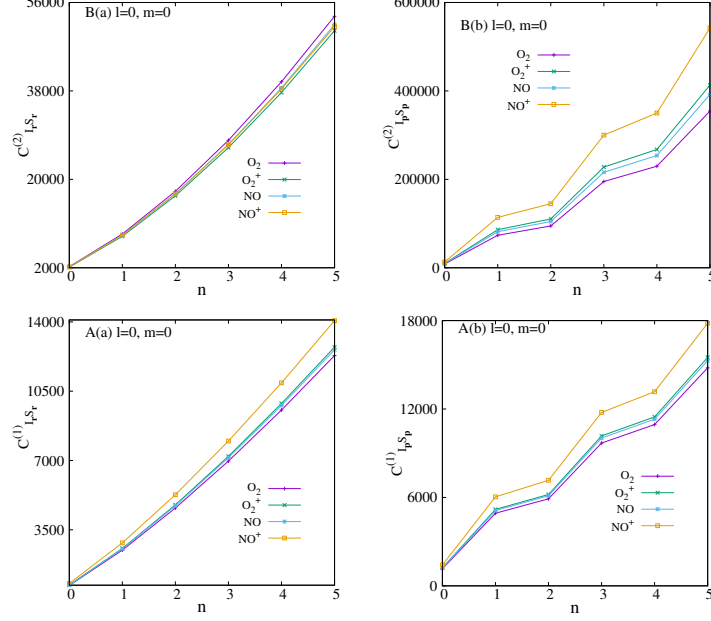 B(a) l=0, m=0
56000
38000
20000
2000
C(2)IrSr
O2
O2+
NO
NO+
0 1 2 3 4 5
n
B(b) l=0, m=0
600000
400000
200000
0
C(2)IpSp
O2
O2+
NO
NO+
0 1 2 3 4 5
n
A(a) l=0, m=0
14000
10500
7000
3500
C(1)IrSr
O2
O2+
NO
NO+
0 1 2 3 4 5
n
A(b) l=0, m=0
18000
12000
6000
0
C(1)IpSp
O2
O2+
NO
NO+
0 1 2 3 4 5
n